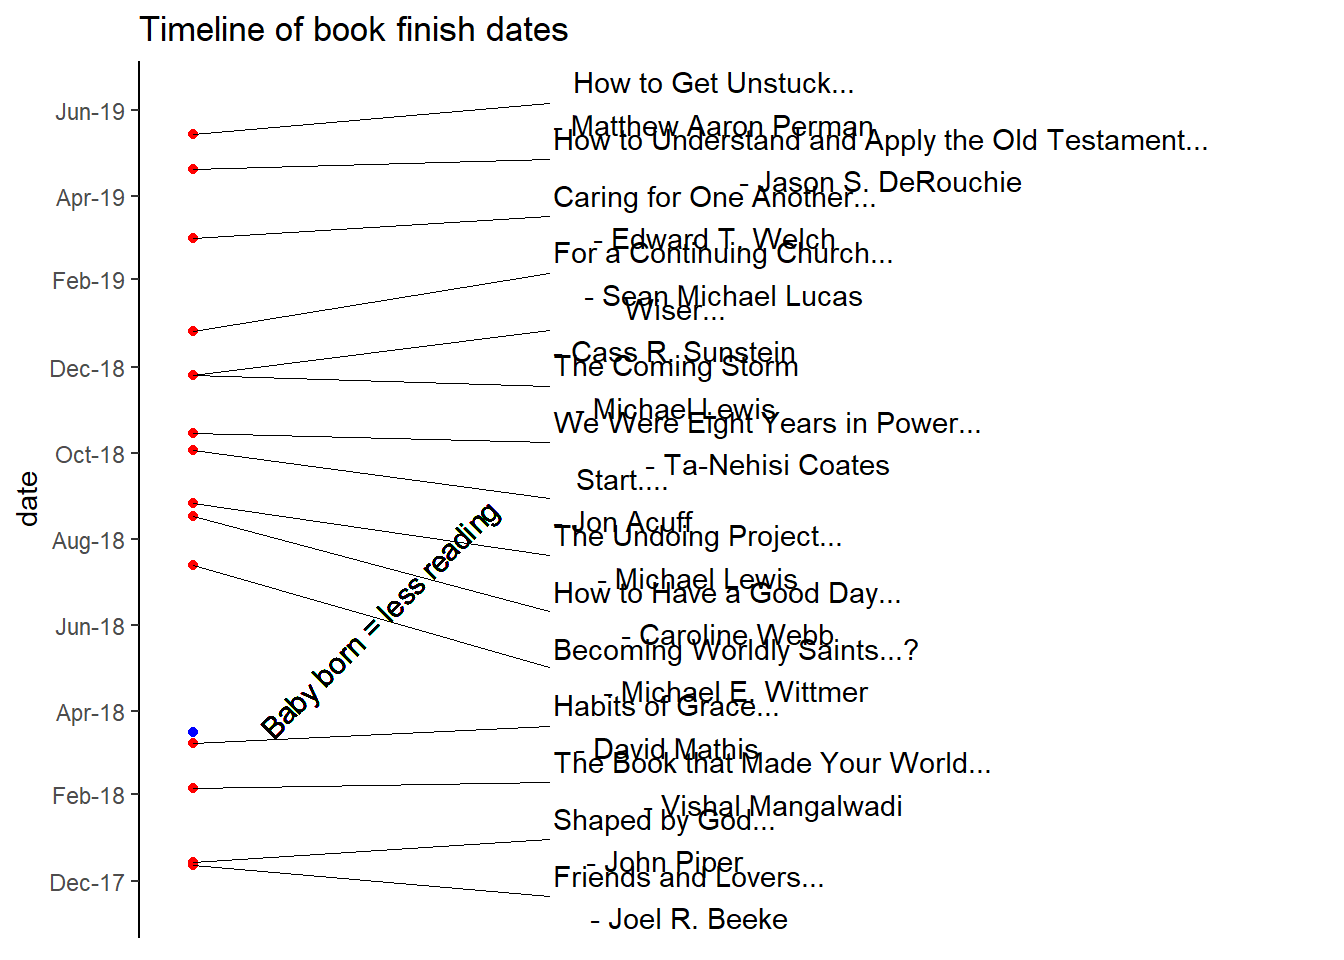 Timeline of book finish dates
How to Get Unstuck...
- Matthew Aaron Perman
How to Understand and Apply the Old Testament...
- Jason S. DeRouchie
Caring for One Another...
- Edward T. Welch
For a Continuing Church...
- Sean Michael Lucas
Wiser...
- Cass R. Sunstein
The Coming Storm
- Michael Lewis
We Were Eight Years in Power...
- Ta-Nehisi Coates
Start....
- Jon Acuff
The Undoing Project...
- Michael Lewis
How to Have a Good Day...
- Caroline Webb
Becoming Worldly Saints...?
- Michael E. Wittmer
Habits of Grace...
- David Mathis
The Book that Made Your World...
- Vishal Mangalwadi
Shaped by God...
- John Piper
Friends and Lovers...
- Joel R. Beeke
Baby born = less reading
date
Jun-19
Apr-19
Feb-19
Dec-18
Oct-18
Aug-18
Jun-18
Apr-18
Feb-18
Dec-17